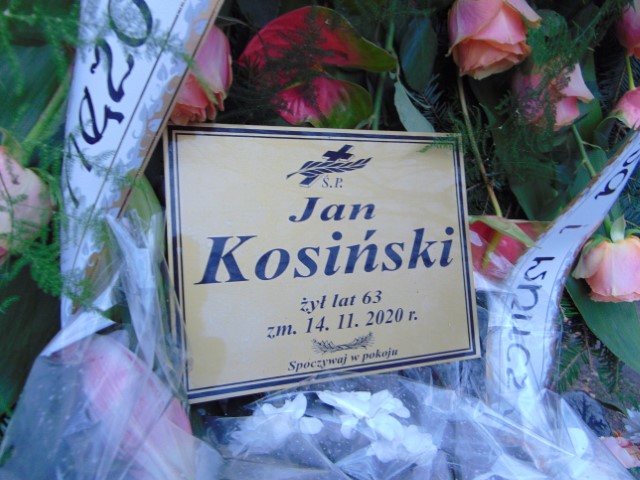 Ś.P.
Jan
Kosiński
żył lat 63
zm. 14. 11. 2020 r.
Spoczywaj w pokoju